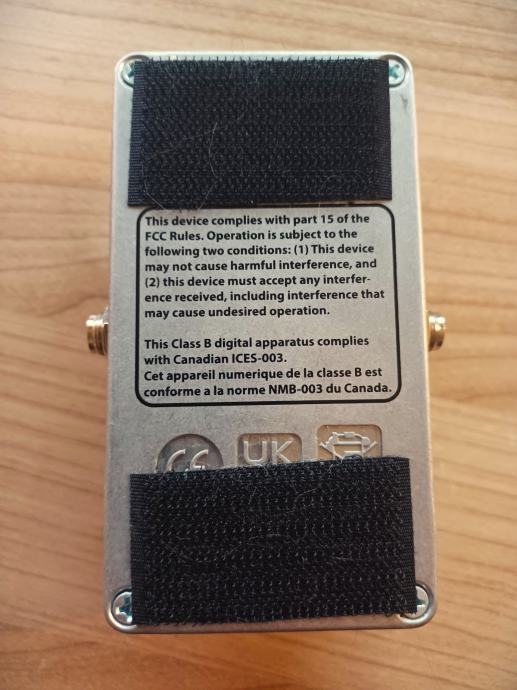 This device complies with part 15 of the
FCC Rules. Operation is subject to the
following two conditions: (1) This device
may not cause harmful interference, and
(2) this device must accept any interfer-
ence received, including interference that
may cause undesired operation.
This Class B digital apparatus complies
with Canadian ICES-003.
Cet appareil numerique de la classe B est
conforme a la norme NMB-003 du Canada.
CE UK